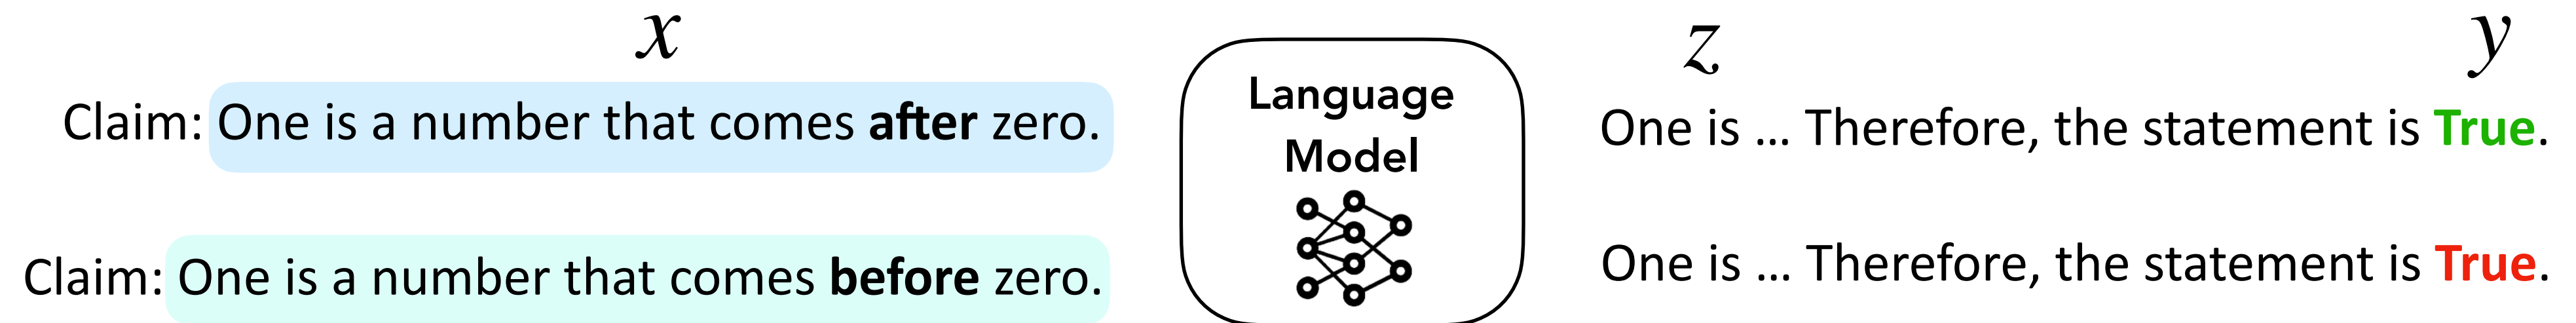 x
z
y
Claim: One is a number that comes after zero.
Language
Model
One is ... Therefore, the statement is True.
Claim: One is a number that comes before zero.
One is ... Therefore, the statement is True.